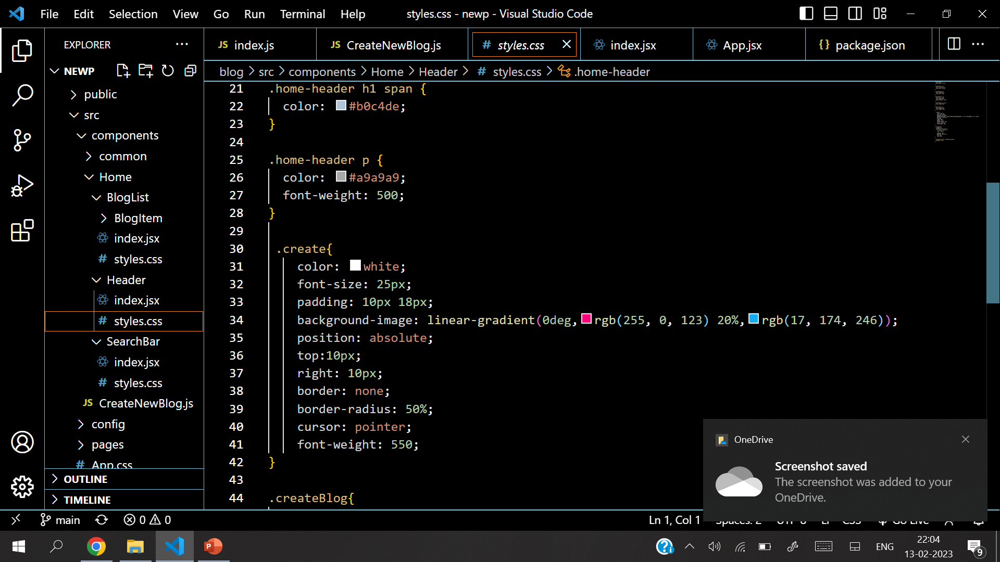 File Edit Selection View Go Run Terminal Help
styles.css - newp - Visual Studio Code
EXPLORER
JS index.js
JS CreateNewBlog.js
# styles.css
index.jsx
App.jsx
{} package.json
NEWP
blog > src > components > Home > Header > # styles.css > .home-header
public
src
components
common
Home
BlogList
BlogItem
index.jsx
# styles.css
Header
index.jsx
# styles.css
SearchBar
index.jsx
# styles.css
JS CreateNewBlog.js
config
pages
# App.css
OUTLINE
TIMELINE
21 .home-header h1 span {
22 color: #b0c4de;
23 }
24
25 .home-header p {
26 color: #a9a9a9;
27 font-weight: 500;
28 }
29
30 .create{
31 color: white;
32 font-size: 25px;
33 padding: 10px 18px;
34 background-image: linear-gradient(0deg, rgb(255, 0, 123) 20%, rgb(17, 174, 246));
35 position: absolute;
36 top:10px;
37 right: 10px;
38 border: none;
39 border-radius: 50%;
40 cursor: pointer;
41 font-weight: 550;
42 }
43
44 .createBlog{
OneDrive
Screenshot saved
The screenshot was added to your
OneDrive.
main 0 0
Ln 1, Col 1
ENG
22:04
13-02-2023
9